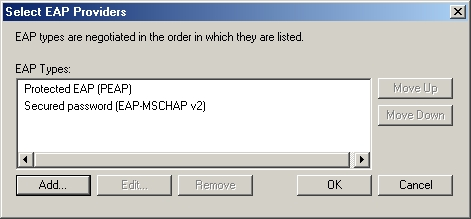 Select EAP Providers
EAP types are negotiated in the order in which they are listed.
EAP Types:
Protected EAP (PEAP)
Secured password (EAP-MSCHAP v2)
Move Up
Move Down
Add...
Edit...
Remove
OK
Cancel